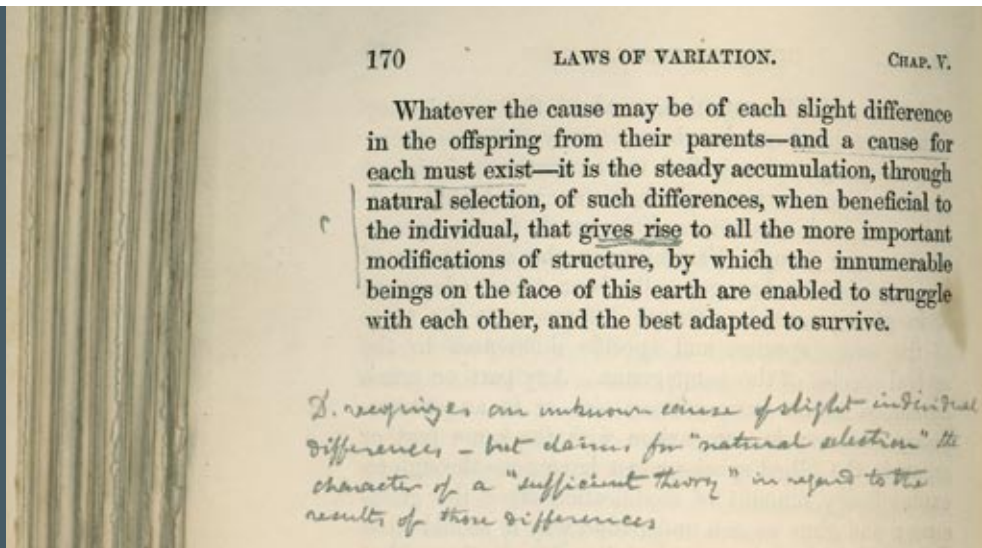 170 LAWS OF VARIATION. CHAP. V.
Whatever the cause may be of each slight difference
in the offspring from their parents—and a cause for
each must exist—it is the steady accumulation, through
natural selection, of such differences, when beneficial to
the individual, that gives rise to all the more important
modifications of structure, by which the innumerable
beings on the face of this earth are enabled to struggle
with each other, and the best adapted to survive.
D. recognizes an unknown cause of slight individual
differences – but claims for "natural selection" the
character of a "sufficient theory" in regard to the
results of those differences